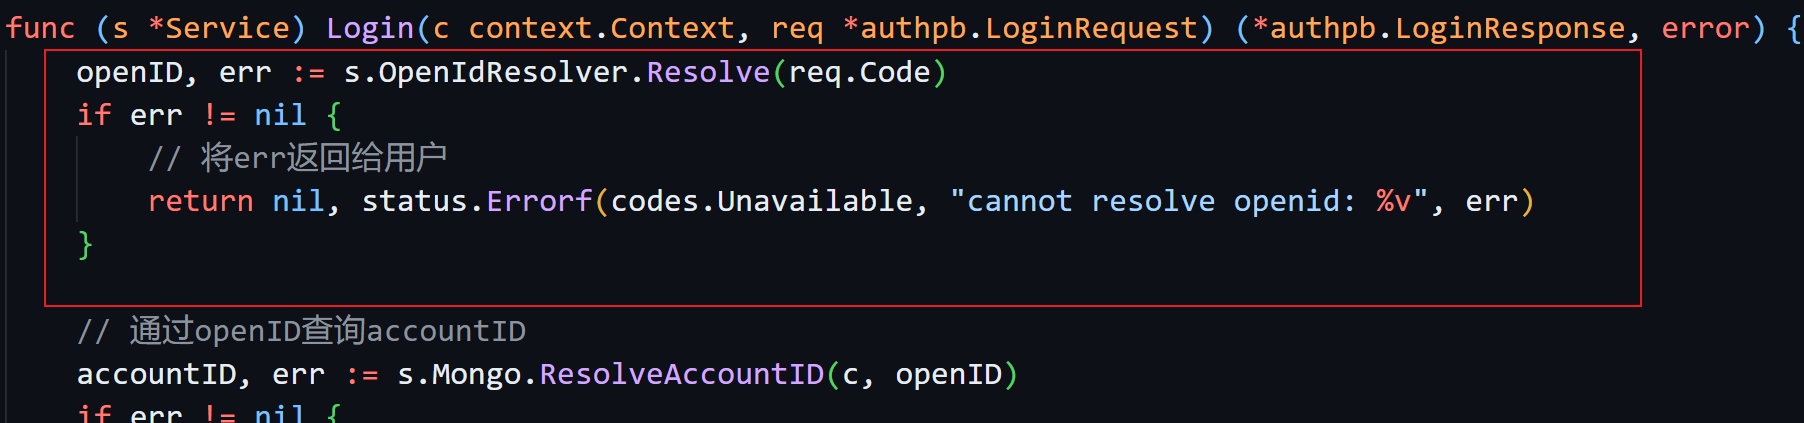 func (s *Service) Login(c context.Context, req *authpb.LoginRequest) (*authpb.LoginResponse, error) {
openID, err := s.OpenIdResolver.Resolve(req.Code)
if err != nil {
// 将err返回给用户
return nil, status.Errorf(codes.Unavailable, "cannot resolve openid: %v", err)
}
// 通过openID查询accountID
accountID, err := s.Mongo.ResolveAccountID(c, openID)
if err != nil {